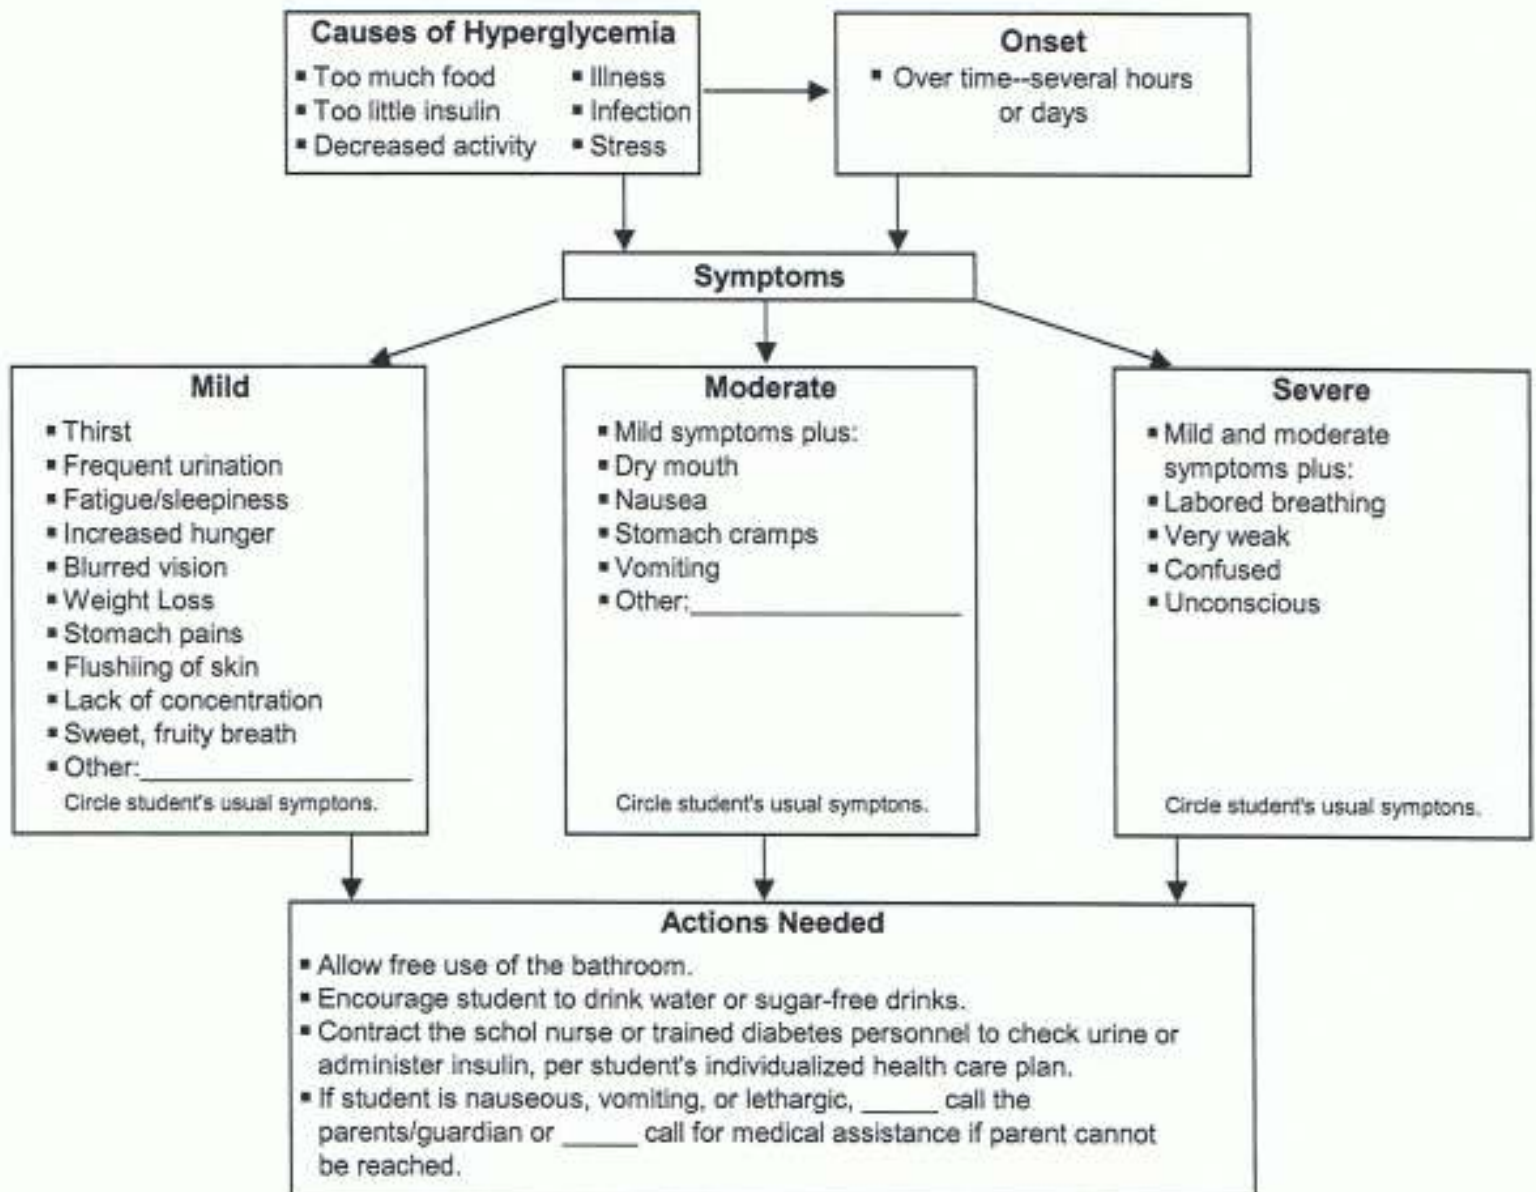 Causes of Hyperglycemia
▪ Too much food
▪ Too little insulin
▪ Decreased activity
▪ Illness
▪ Infection
▪ Stress
Onset
▪ Over time--several hours
or days
Symptoms
Mild
▪ Thirst
▪ Frequent urination
▪ Fatigue/sleepiness
▪ Increased hunger
▪ Blurred vision
▪ Weight Loss
▪ Stomach pains
▪ Flushiing of skin
▪ Lack of concentration
▪ Sweet, fruity breath
▪ Other:____________________
Circle student's usual symptons.
Moderate
▪ Mild symptoms plus:
▪ Dry mouth
▪ Nausea
▪ Stomach cramps
▪ Vomiting
▪ Other:____________________
Circle student's usual symptons.
Severe
▪ Mild and moderate
symptoms plus:
▪ Labored breathing
▪ Very weak
▪ Confused
▪ Unconscious
Circle student's usual symptons.
Actions Needed
▪ Allow free use of the bathroom.
▪ Encourage student to drink water or sugar-free drinks.
▪ Contract the schol nurse or trained diabetes personnel to check urine or
administer insulin, per student's individualized health care plan.
▪ If student is nauseous, vomiting, or lethargic, _____ call the
parents/guardian or _____ call for medical assistance if parent cannot
be reached.